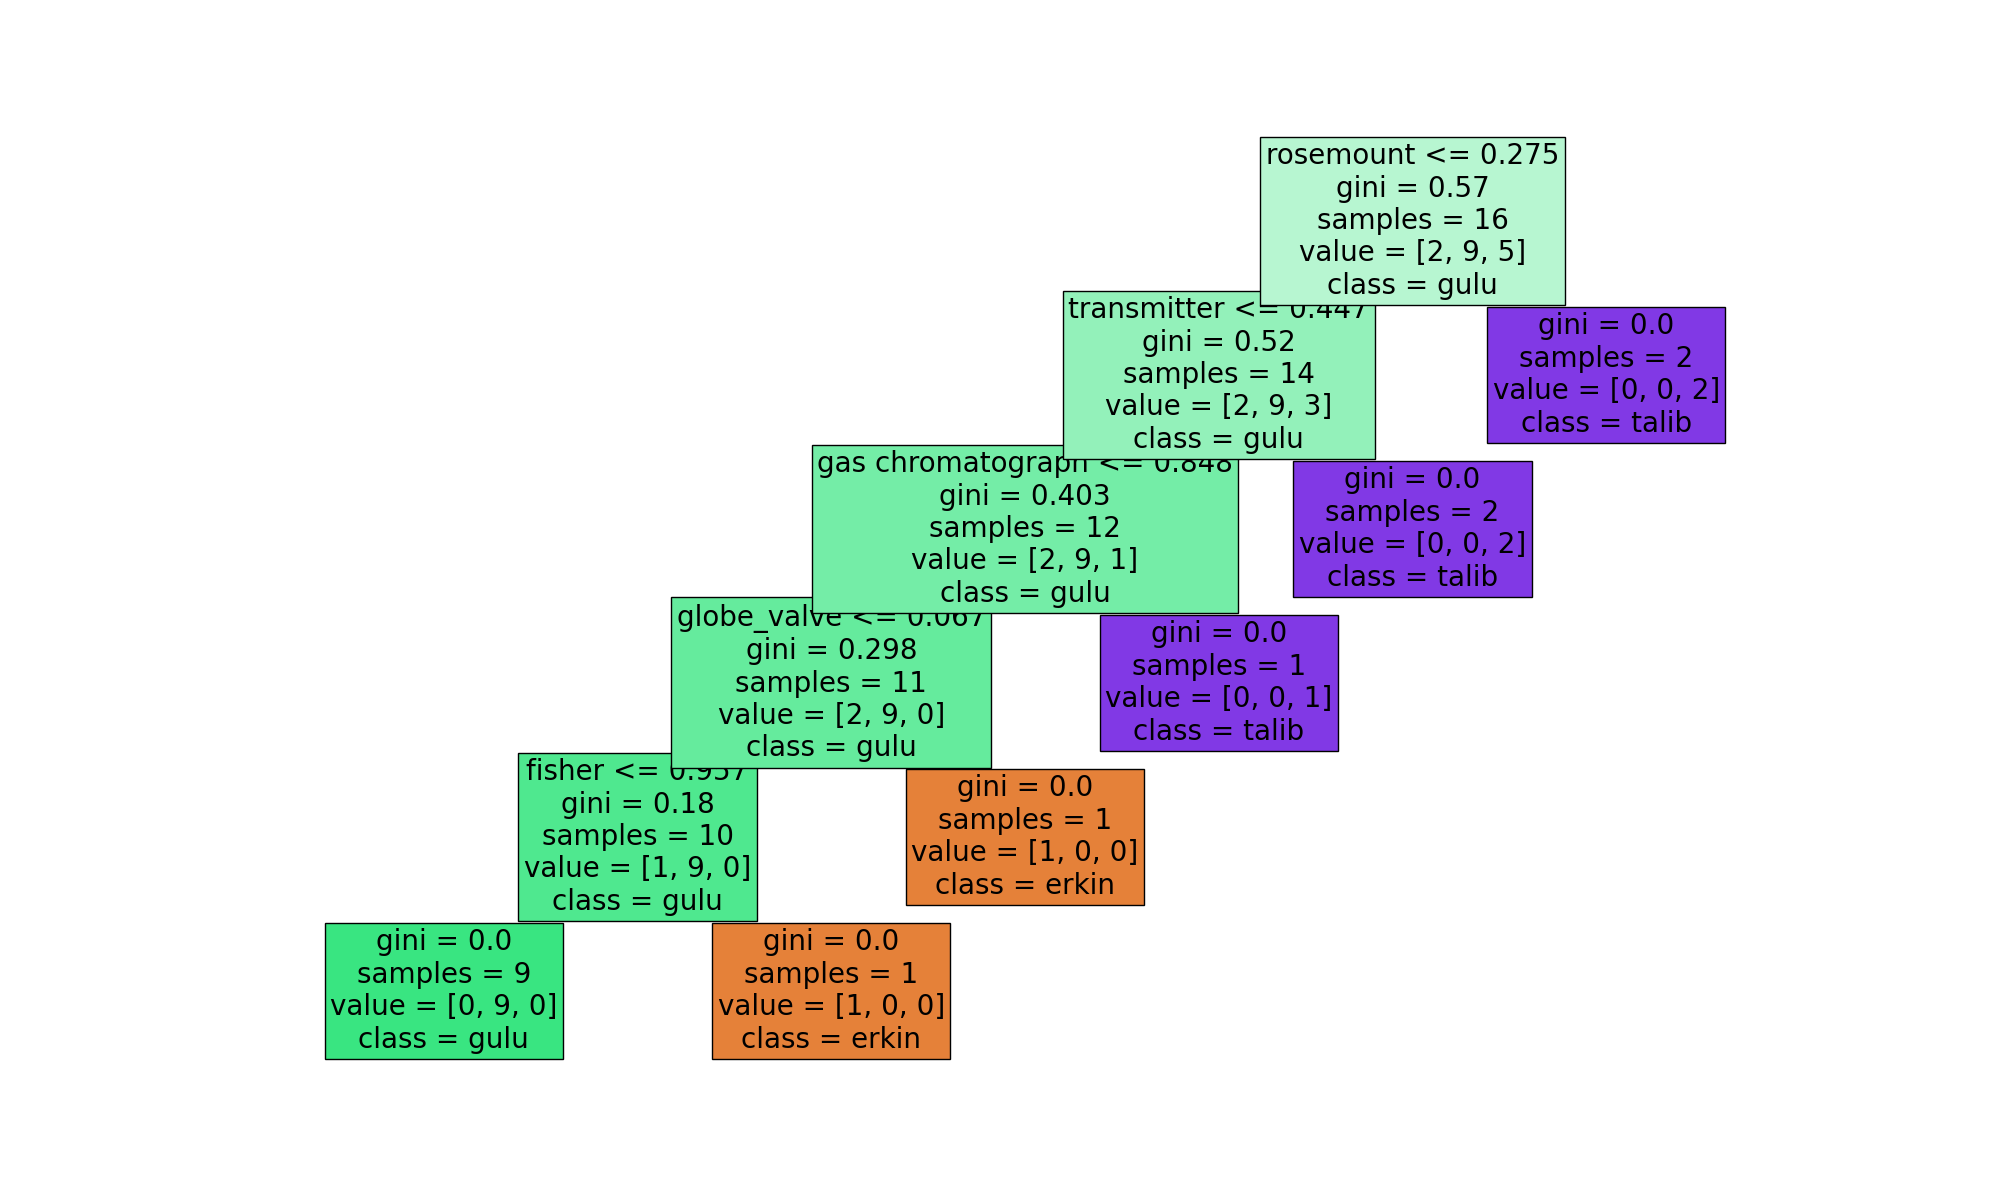 rosemount <= 0.275
gini = 0.57
samples = 16
value = [2, 9, 5]
class = gulu
transmitter <= 0.447
gini = 0.52
samples = 14
value = [2, 9, 3]
class = gulu
gini = 0.0
samples = 2
value = [0, 0, 2]
class = talib
gas chromatograph <= 0.848
gini = 0.403
samples = 12
value = [2, 9, 1]
class = gulu
gini = 0.0
samples = 2
value = [0, 0, 2]
class = talib
globe_valve <= 0.067
gini = 0.298
samples = 11
value = [2, 9, 0]
class = gulu
gini = 0.0
samples = 1
value = [0, 0, 1]
class = talib
fisher <= 0.957
gini = 0.18
samples = 10
value = [1, 9, 0]
class = gulu
gini = 0.0
samples = 1
value = [1, 0, 0]
class = erkin
gini = 0.0
samples = 9
value = [0, 9, 0]
class = gulu
gini = 0.0
samples = 1
value = [1, 0, 0]
class = erkin